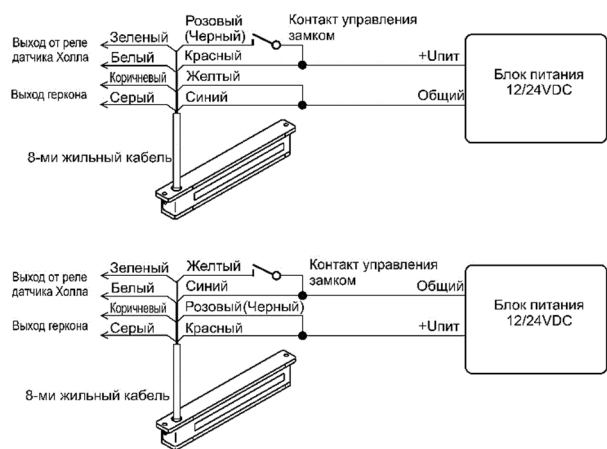 Зеленый
Розовый
(Черный)
Контакт управления
замком
Выход от реле
датчика Холла
Белый
Красный
+Uпит
Коричневый
Желтый
Выход геркона
Серый
Синий
Общий
Блок питания
12/24VDC
8-ми жильный кабель
Зеленый
Желтый
Контакт управления
замком
Выход от реле
датчика Холла
Белый
Синий
Общий
Коричневый
Розовый(Черный)
Выход геркона
Серый
Красный
+Uпит
Блок питания
12/24VDC
8-ми жильный кабель